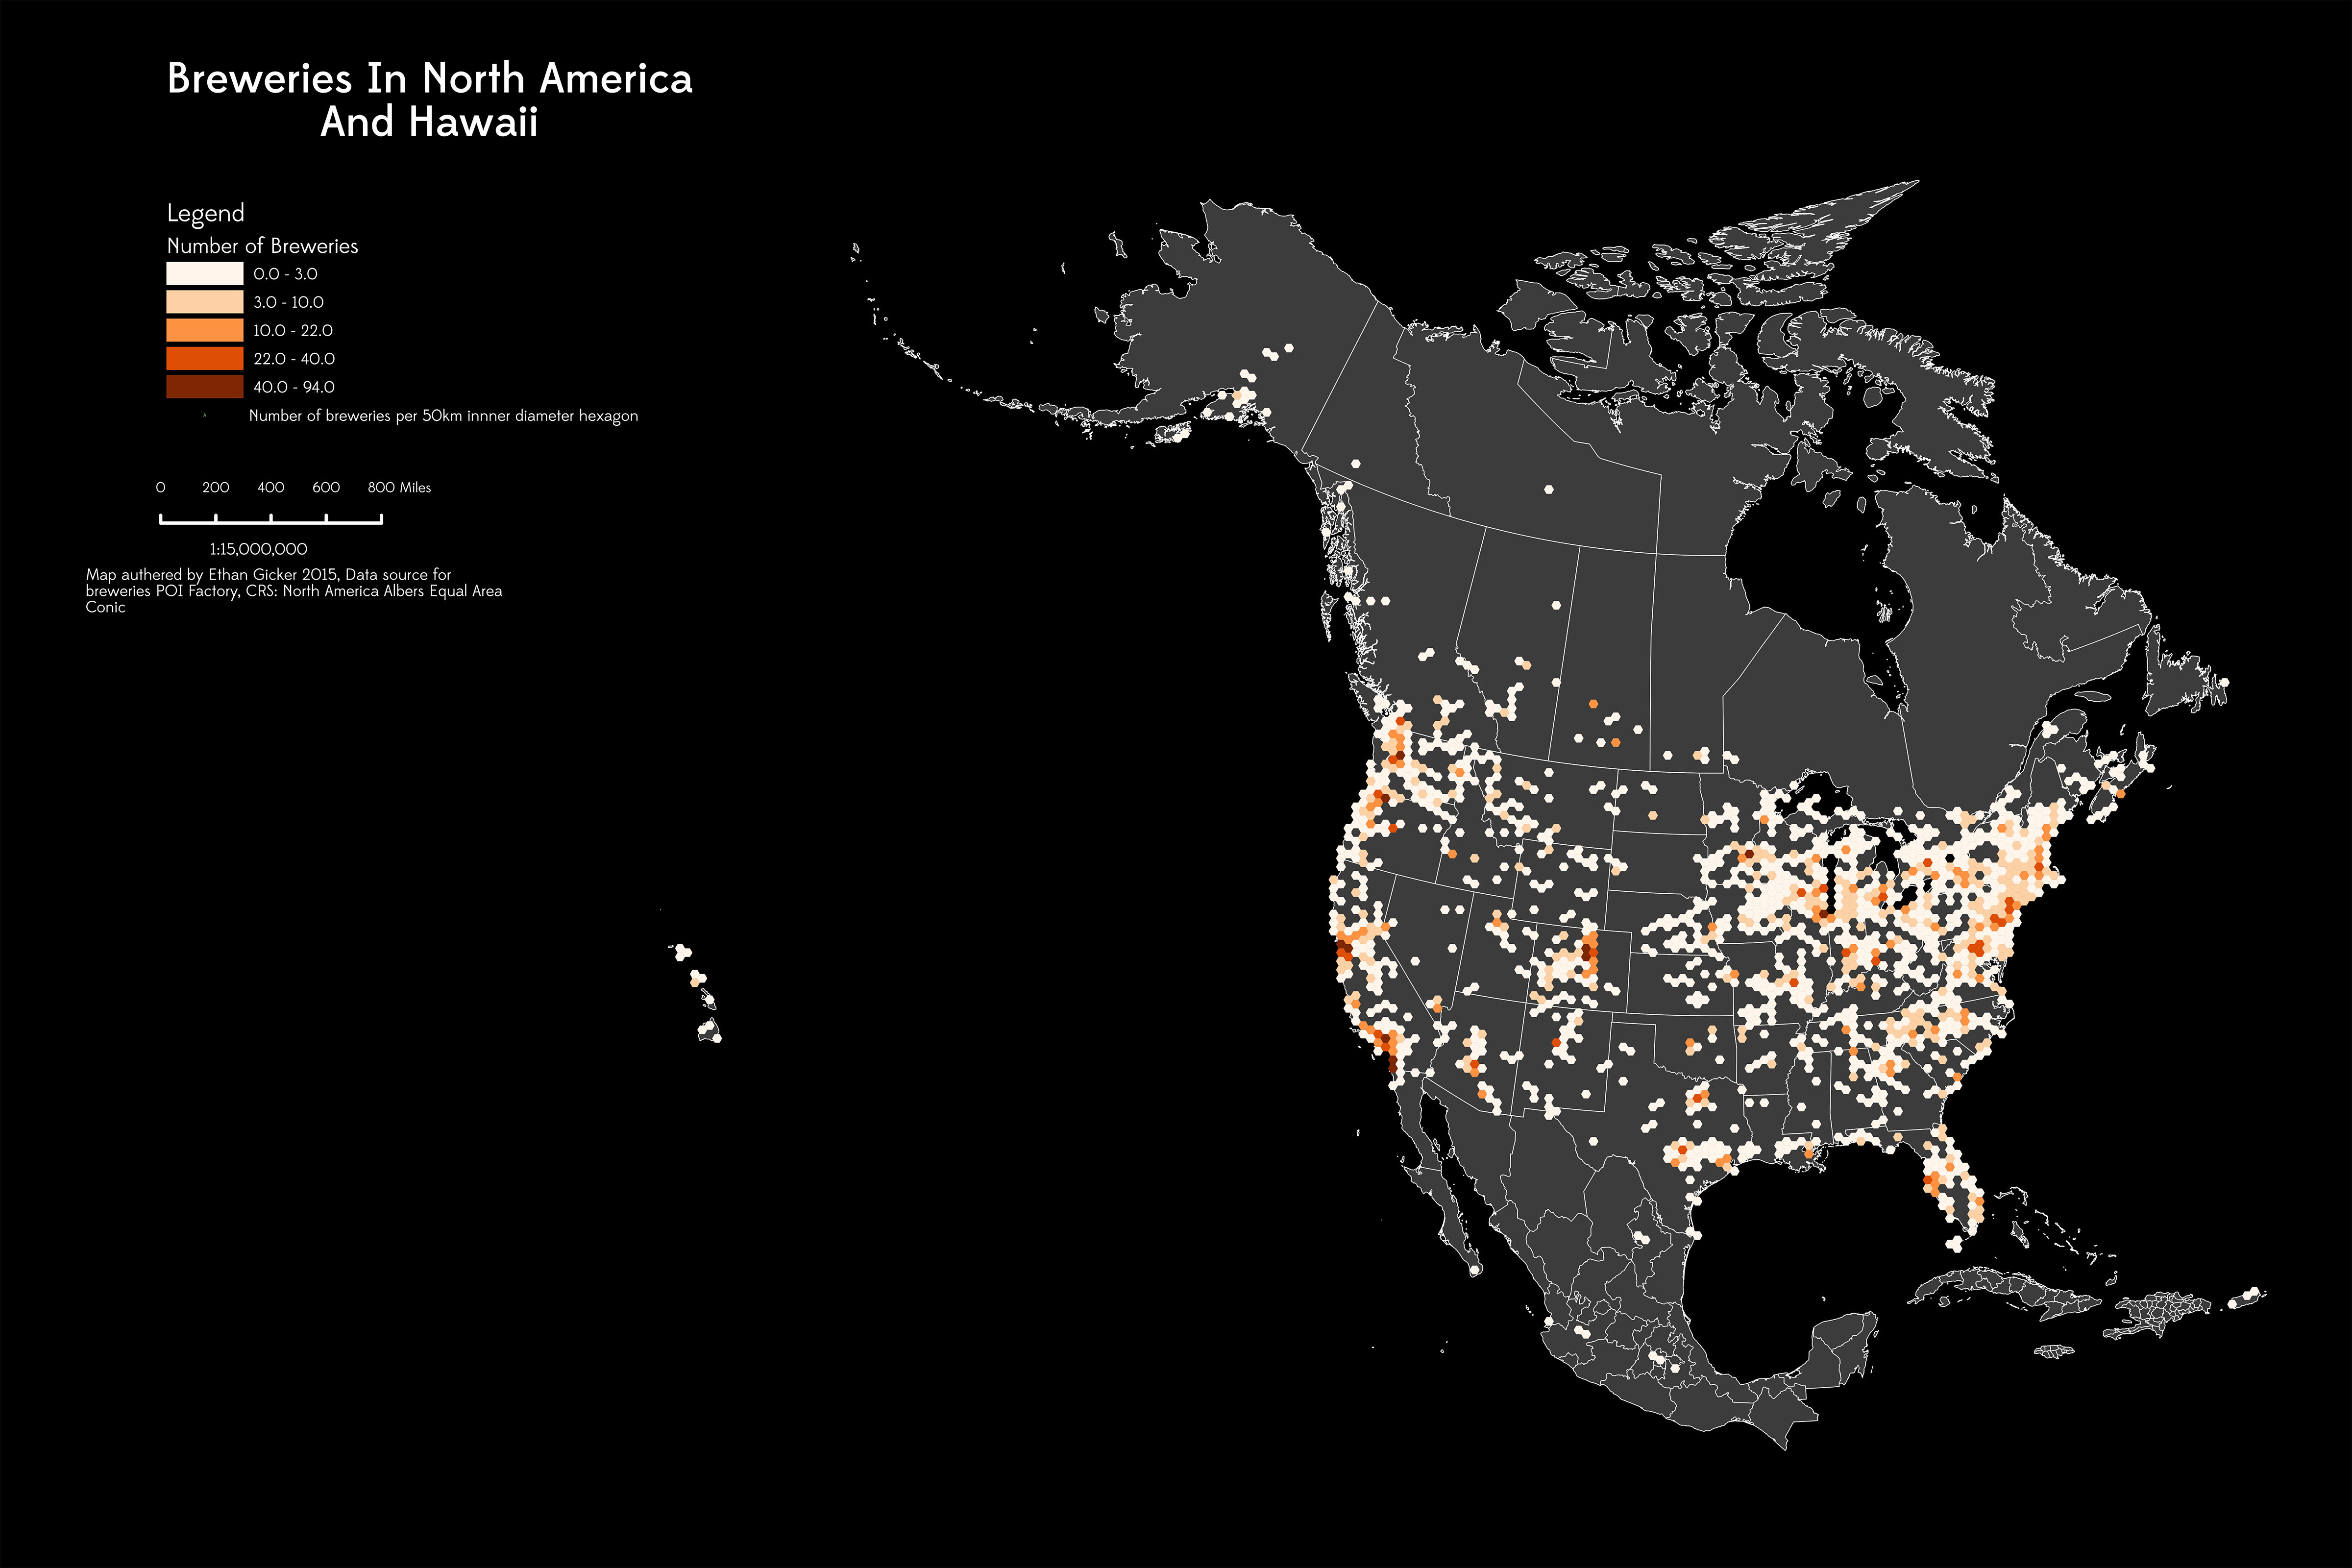 Breweries In North America
And Hawaii
Legend
Number of Breweries
0.0 - 3.0
3.0 - 10.0
10.0 - 22.0
22.0 - 40.0
40.0 - 94.0
Number of breweries per 50km innner diameter hexagon
0 200 400 600 800 Miles
1:15,000,000
Map authered by Ethan Gicker 2015, Data source for
breweries POI Factory, CRS: North America Albers Equal Area
Conic